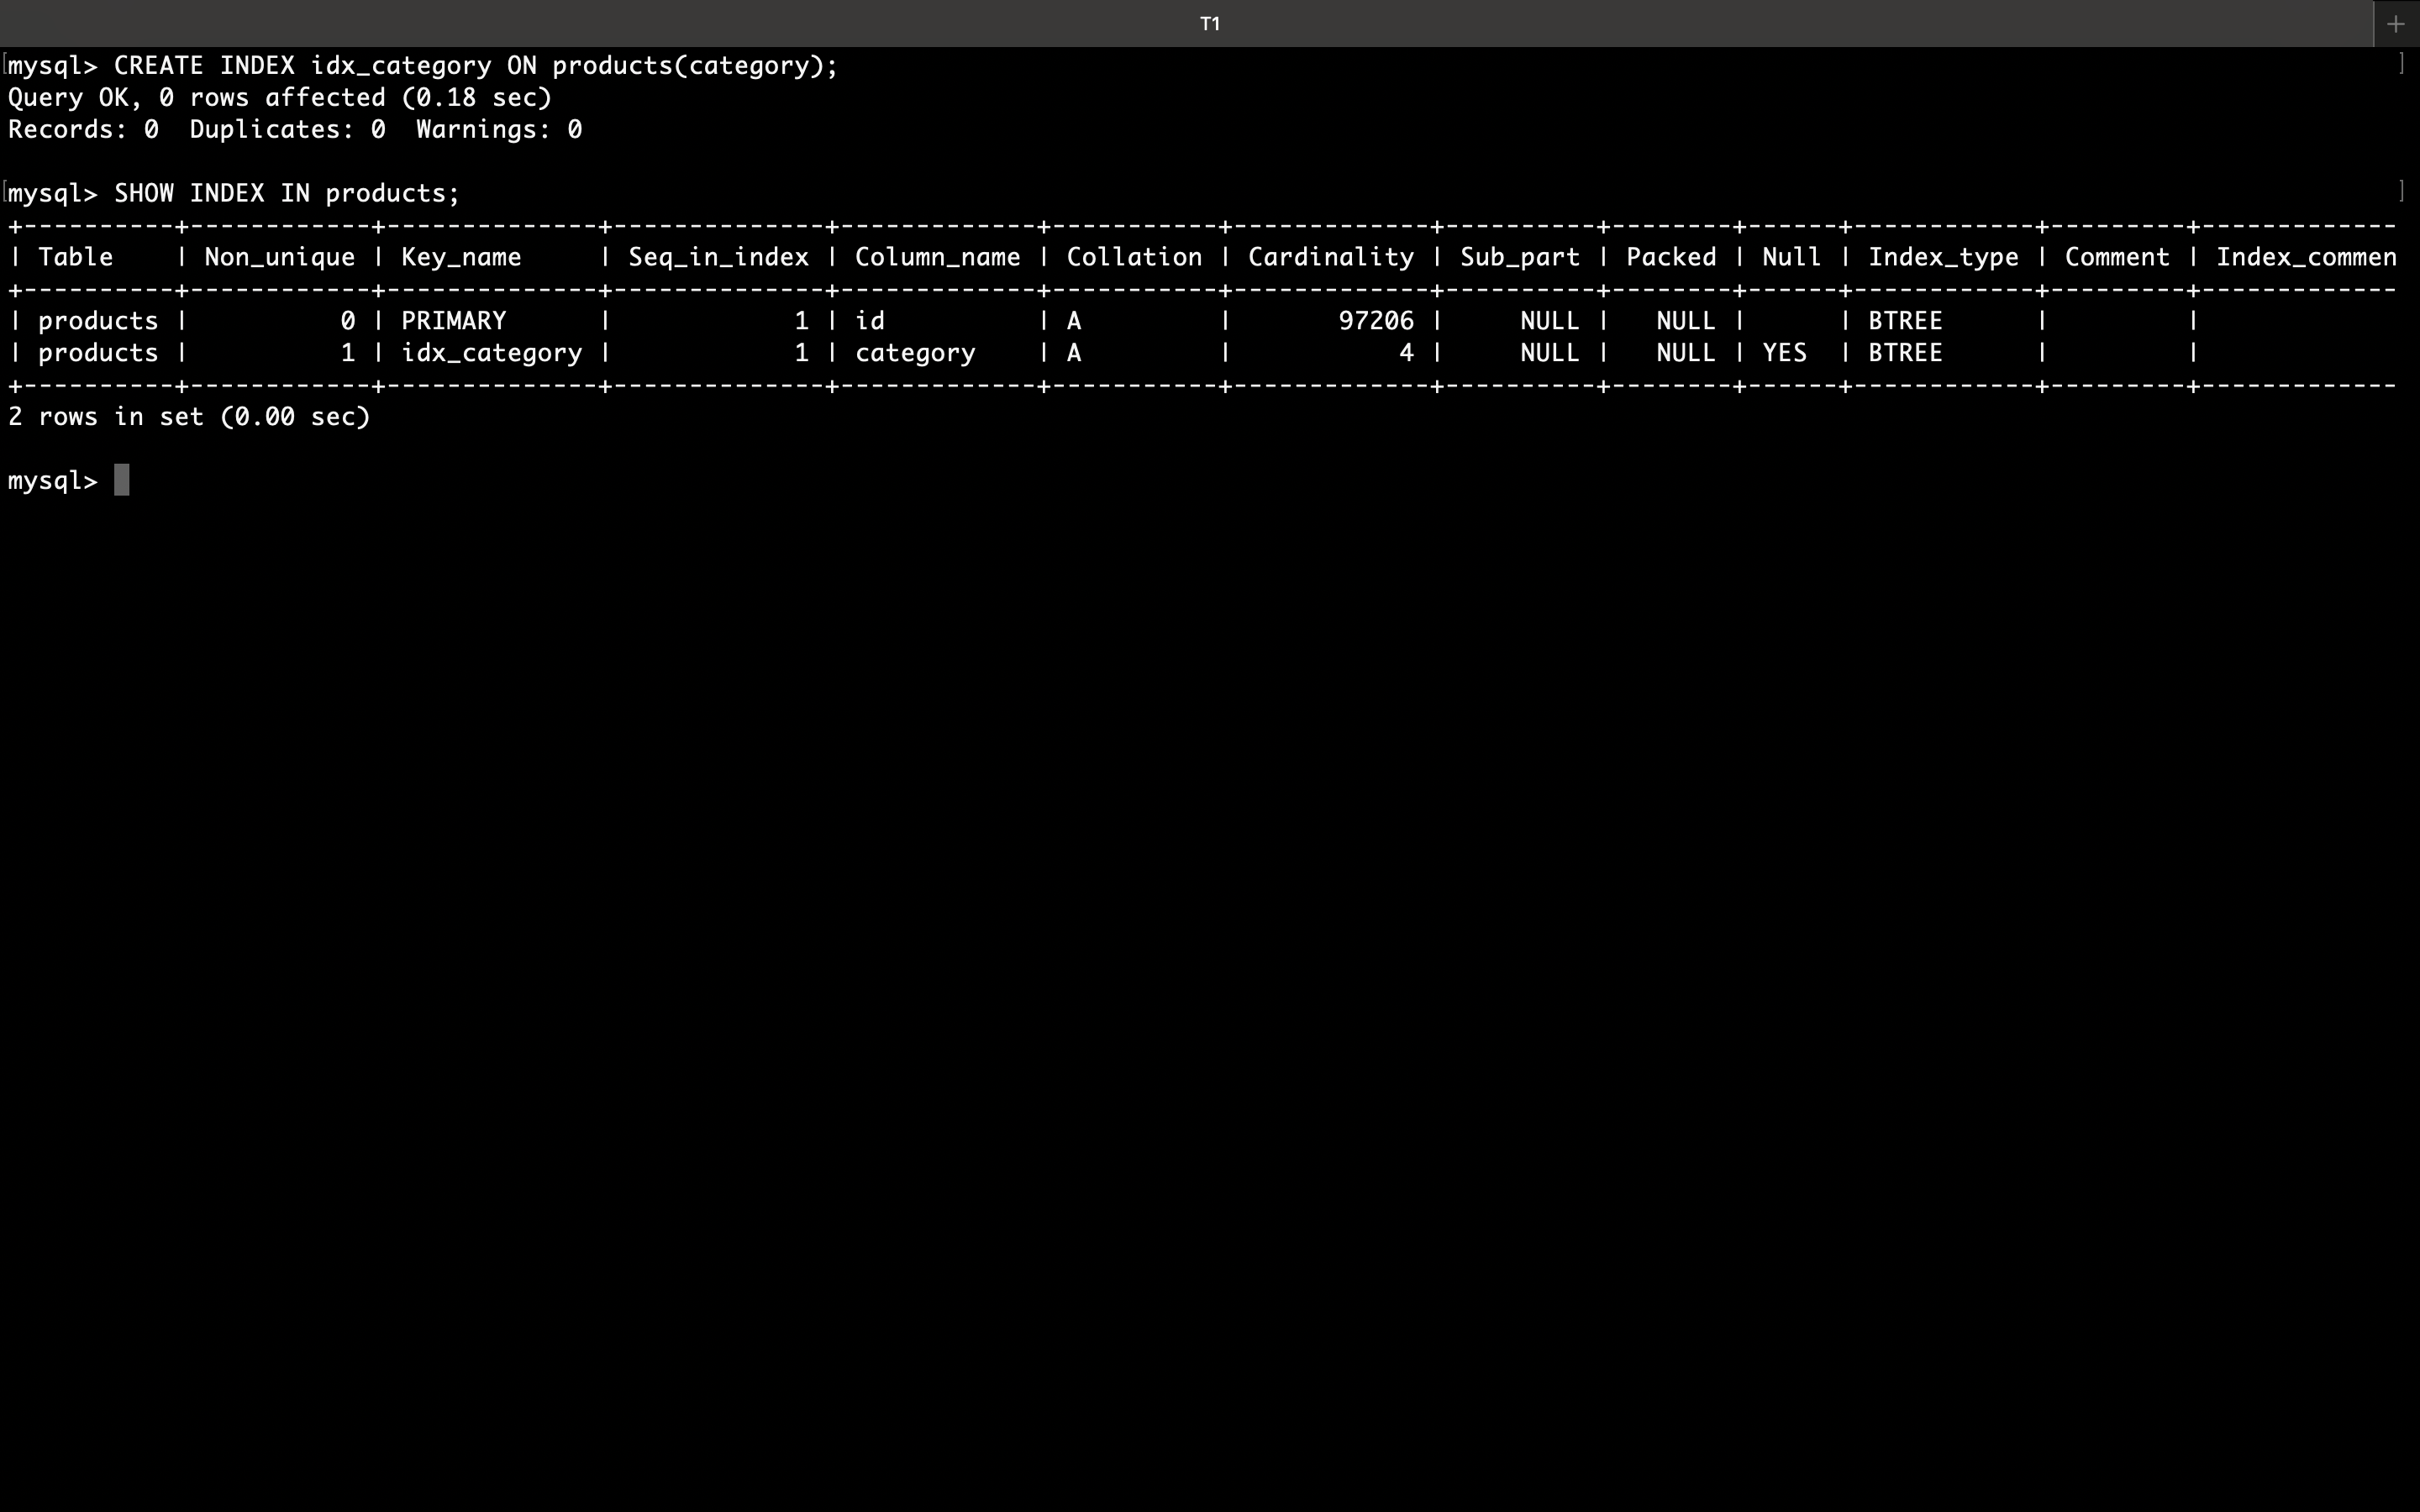 T1
mysql> CREATE INDEX idx_category ON products(category);
Query OK, 0 rows affected (0.18 sec)
Records: 0  Duplicates: 0  Warnings: 0
mysql> SHOW INDEX IN products;
+----------+------------+--------------+--------------+-------------+-----------+-------------+----------+--------+------+------------+---------+-------------
| Table    | Non_unique | Key_name     | Seq_in_index | Column_name | Collation | Cardinality | Sub_part | Packed | Null | Index_type | Comment | Index_commen
+----------+------------+--------------+--------------+-------------+-----------+-------------+----------+--------+------+------------+---------+-------------
| products |          0 | PRIMARY      |            1 | id          | A         |       97206 |     NULL |   NULL |      | BTREE      |         |
| products |          1 | idx_category |            1 | category    | A         |           4 |     NULL |   NULL | YES  | BTREE      |         |
+----------+------------+--------------+--------------+-------------+-----------+-------------+----------+--------+------+------------+---------+-------------
2 rows in set (0.00 sec)
mysql>